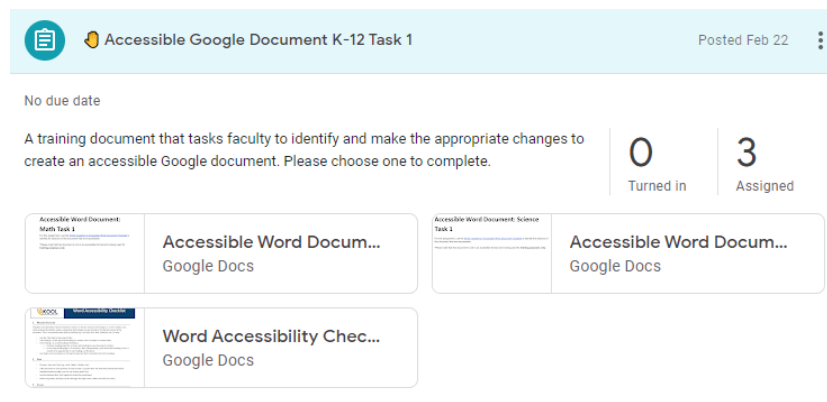 🤚 Accessible Google Document K-12 Task 1
Posted Feb 22
No due date
A training document that tasks faculty to identify and make the appropriate changes to
create an accessible Google document. Please choose one to complete.
0
Turned in
3
Assigned
Accessible Word Document:
Math Task 1
Accessible Word Docum...
Google Docs
Accessible Word Document: Science
Task 1
Accessible Word Docum...
Google Docs
KOOL
Word Accessibility Checklist
Word Accessibility Chec...
Google Docs